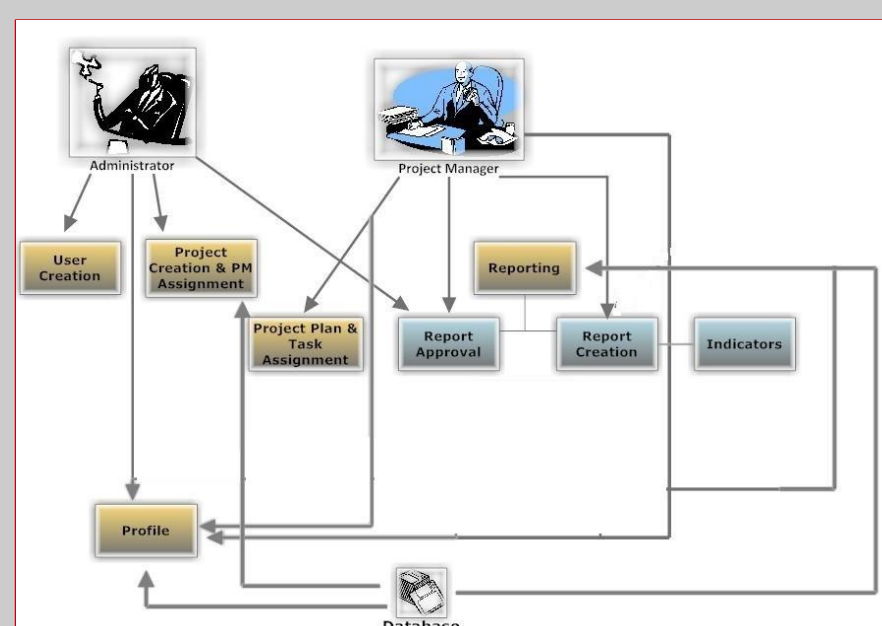 Administrator
Project Manager
User
Creation
Project
Creation & PM
Assignment
Reporting
Project Plan &
Task
Assignment
Report
Approval
Report
Creation
Indicators
Profile
Database